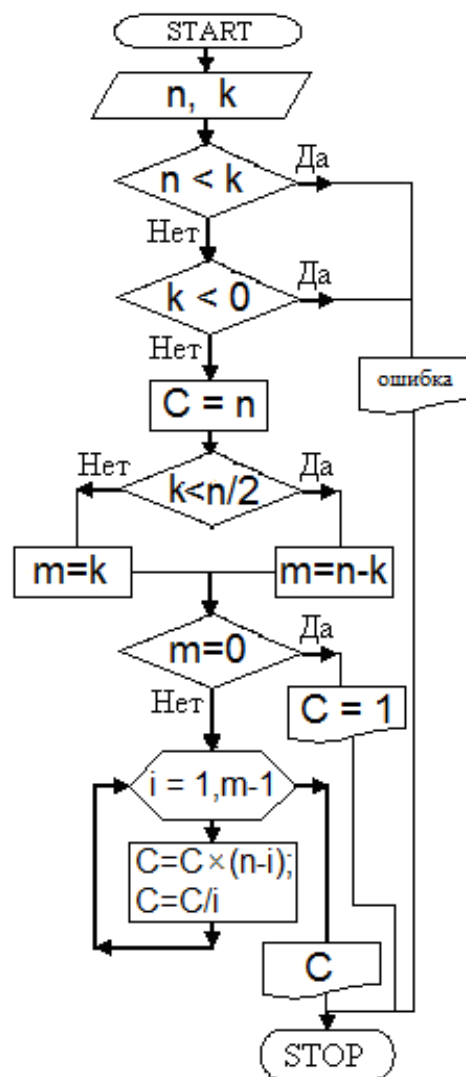 START
n, k
n < k
Да
Нет
k < 0
Да
Нет
ошибка
C = n
Нет
k<n/2
Да
m=k
m=n-k
m=0
Да
Нет
C = 1
i = 1,m-1
C=C×(n-i);
C=C/i
C
STOP